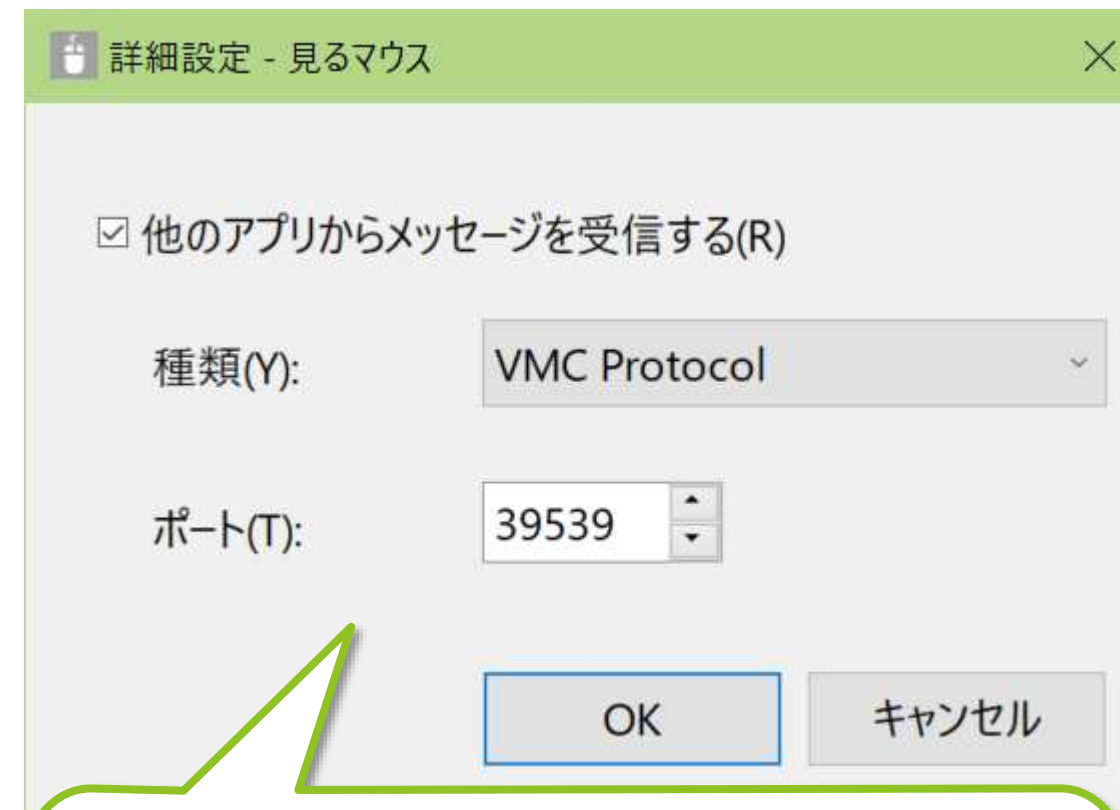 詳細設定 - 見るマウス
他のアプリからメッセージを受信する(R)
種類(Y): VMC Protocol
ポート(T): 39539
OK キャンセル